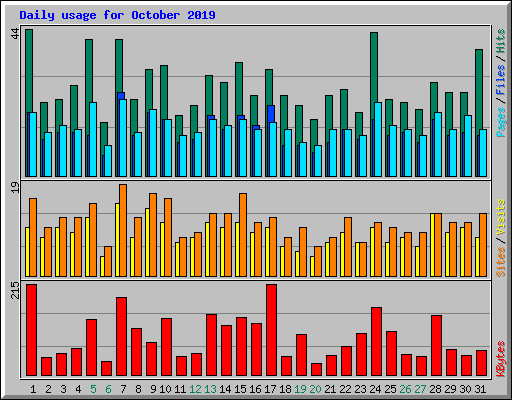 Daily usage for October 2019
44
19
215
Pages / Files / Hits
Sites / Visits
KBytes
1 2 3 4 5 6 7 8 9 10 11 12 13 14 15 16 17 18 19 20 21 22 23 24 25 26 27 28 29 30 31